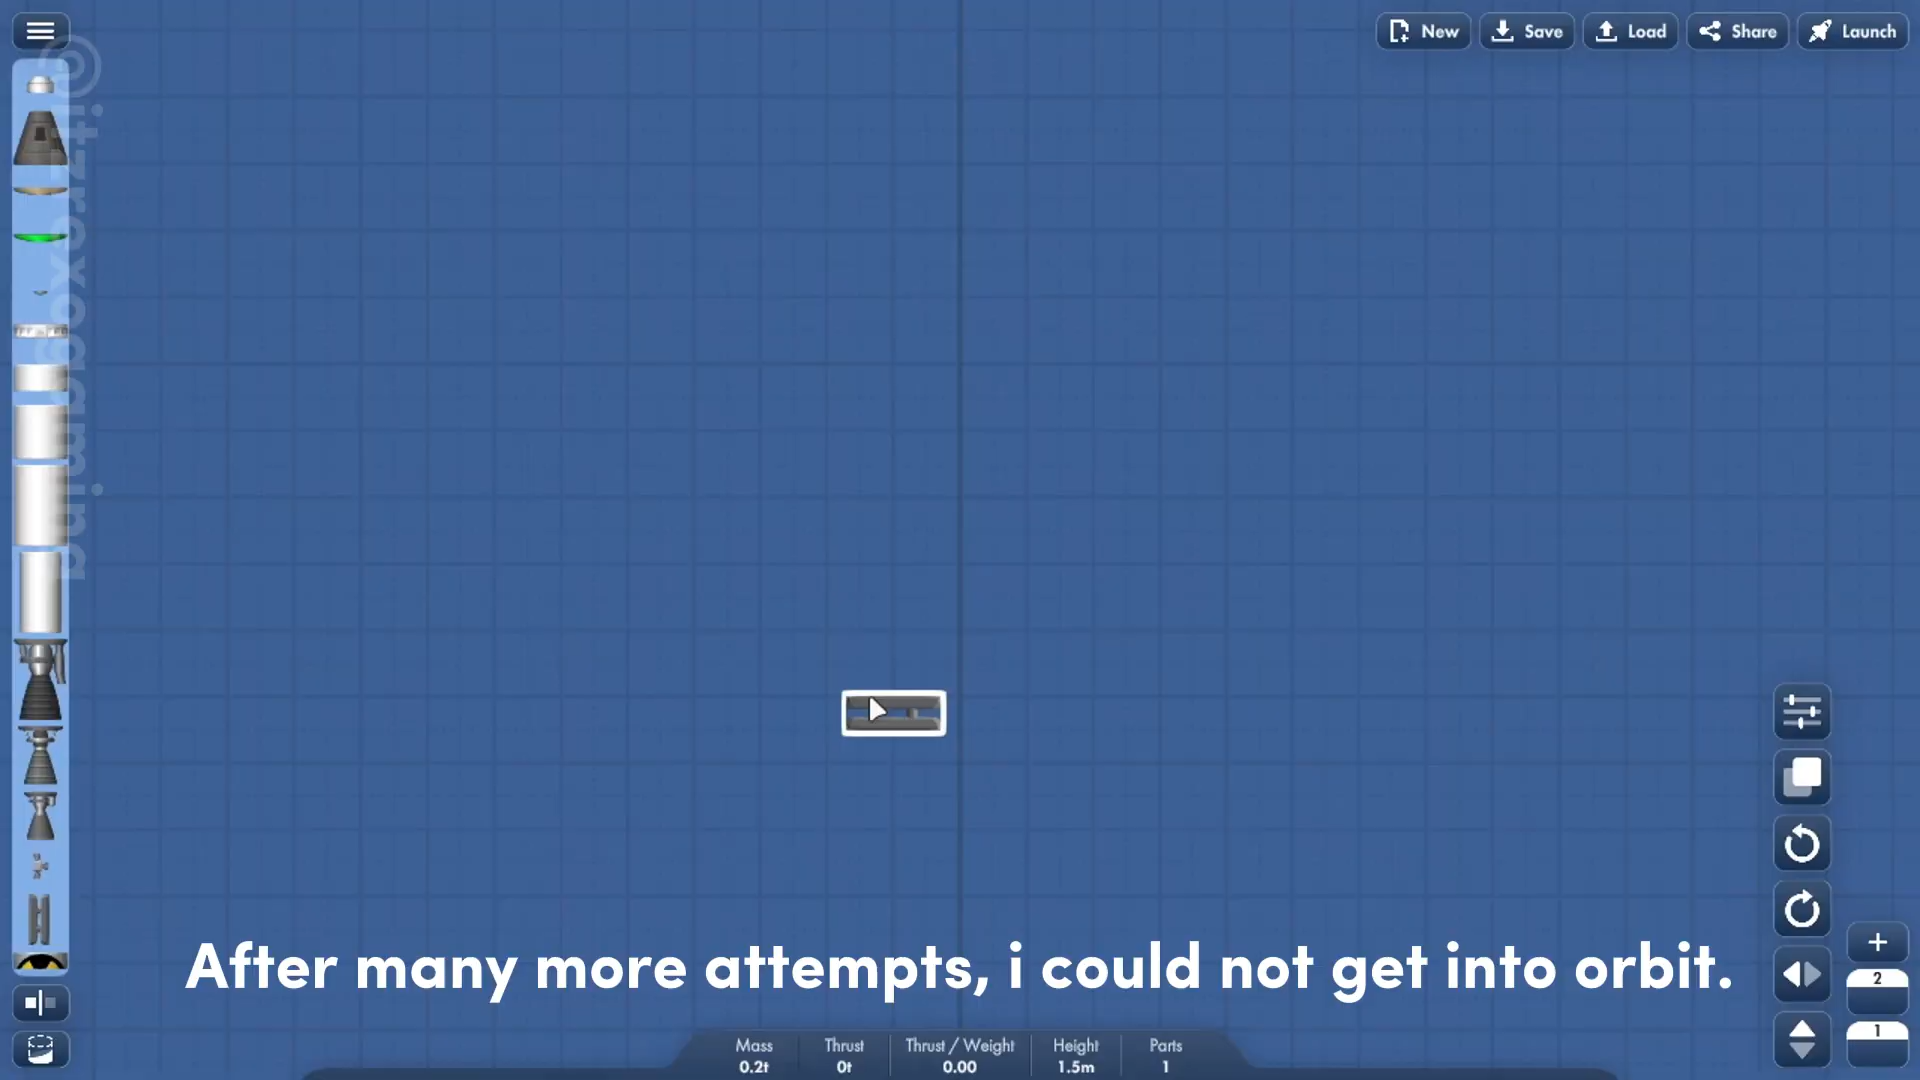 New
Save
Load
Share
Launch
@itzroxogaming
After many more attempts, i could not get into orbit.
2
1
Mass
0.2t
Thrust
0t
Thrust / Weight
0.00
Height
1.5m
Parts
1